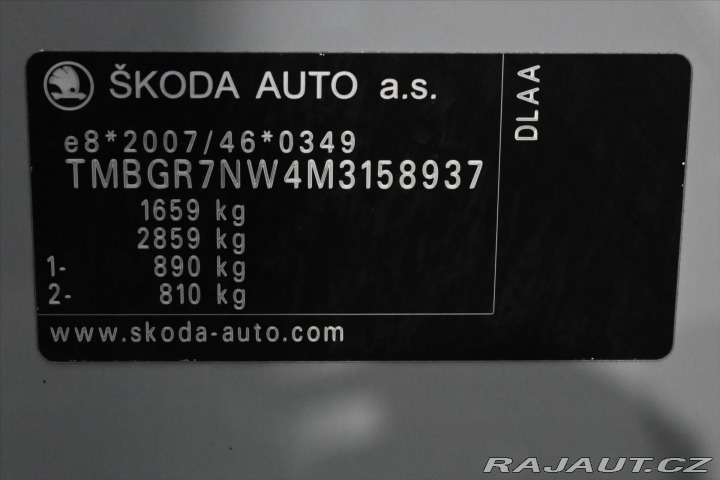 ŠKODA AUTO a.s.
DLAA
e8*2007/46*0349
TMBGR7NW4M3158937
1659 kg
2859 kg
1- 890 kg
2- 810 kg
www.skoda-auto.com
RAJAUT.CZ